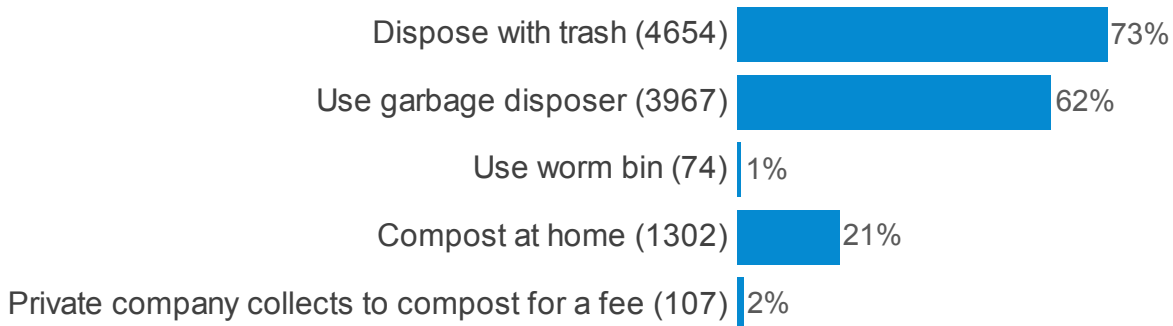 Dispose with trash (4654) 73%
Use garbage disposer (3967) 62%
Use worm bin (74) 1%
Compost at home (1302) 21%
Private company collects to compost for a fee (107) 2%